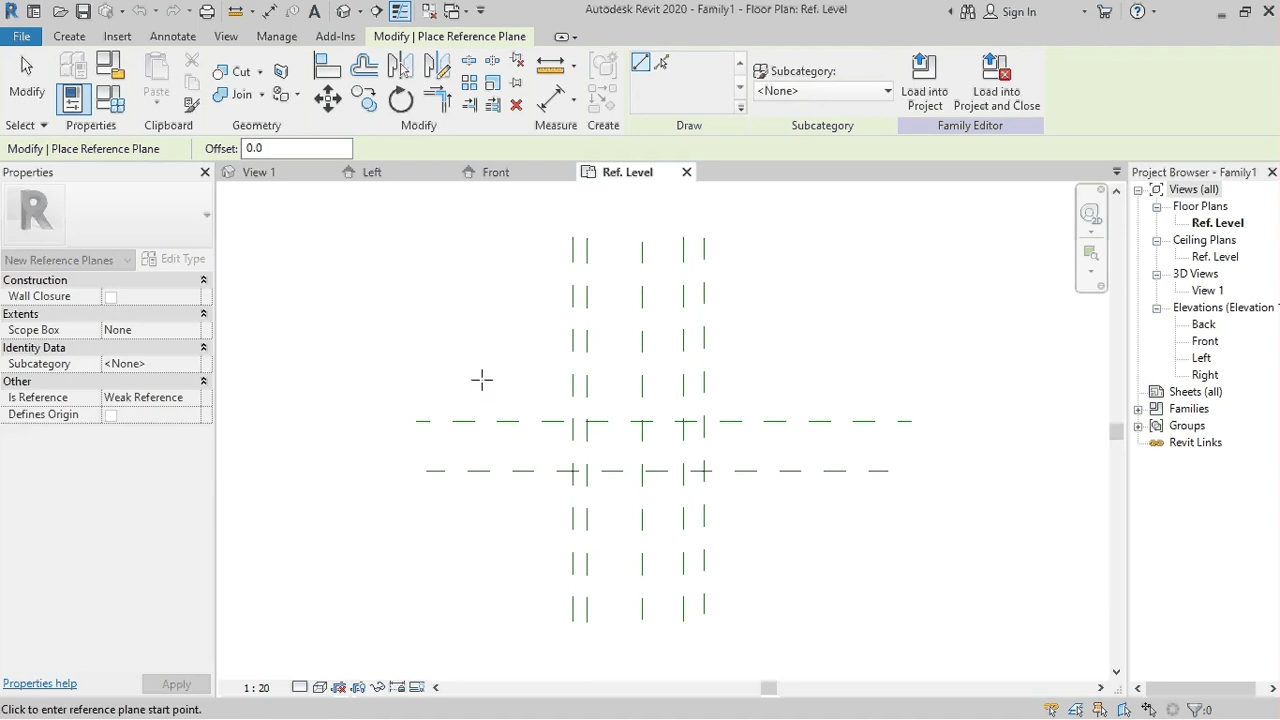 Autodesk Revit 2020 - Family1 - Floor Plan: Ref. Level
Sign In
File Create Insert Annotate View Manage Add-Ins Modify | Place Reference Plane
Modify
Paste
Cut
Join
Load into Project
Load into Project and Close
Subcategory:
<None>
Select Properties Clipboard Geometry Modify Measure Create Draw Subcategory Family Editor
Modify | Place Reference Plane Offset: 0.0
Properties
View 1 Left Front Ref. Level
New Reference Planes Edit Type
Construction
Wall Closure
Extents
Scope Box None
Identity Data
Subcategory <None>
Other
Is Reference Weak Reference
Defines Origin
Properties help Apply
2D
Project Browser - Family1
Views (all)
Floor Plans
Ref. Level
Ceiling Plans
Ref. Level
3D Views
View 1
Elevations (Elevation
Back
Front
Left
Right
Sheets (all)
Families
Groups
Revit Links
1 : 20
Click to enter reference plane start point.
:0